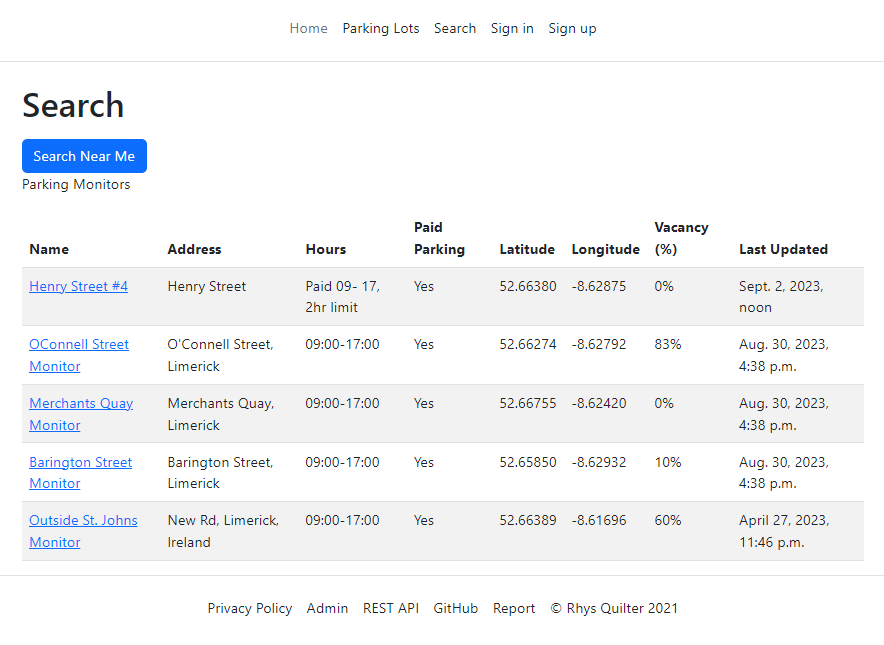 Home Parking Lots Search Sign in Sign up
Search
Search Near Me
Parking Monitors
Name Address Hours Paid Parking Latitude Longitude Vacancy (%) Last Updated
Henry Street #4 Henry Street Paid 09- 17, 2hr limit Yes 52.66380 -8.62875 0% Sept. 2, 2023, noon
OConnell Street Monitor O'Connell Street, Limerick 09:00-17:00 Yes 52.66274 -8.62792 83% Aug. 30, 2023, 4:38 p.m.
Merchants Quay Monitor Merchants Quay, Limerick 09:00-17:00 Yes 52.66755 -8.62420 0% Aug. 30, 2023, 4:38 p.m.
Barington Street Monitor Barington Street, Limerick 09:00-17:00 Yes 52.65850 -8.62932 10% Aug. 30, 2023, 4:38 p.m.
Outside St. Johns Monitor New Rd, Limerick, Ireland 09:00-17:00 Yes 52.66389 -8.61696 60% April 27, 2023, 11:46 p.m.
Privacy Policy Admin REST API GitHub Report © Rhys Quilter 2021